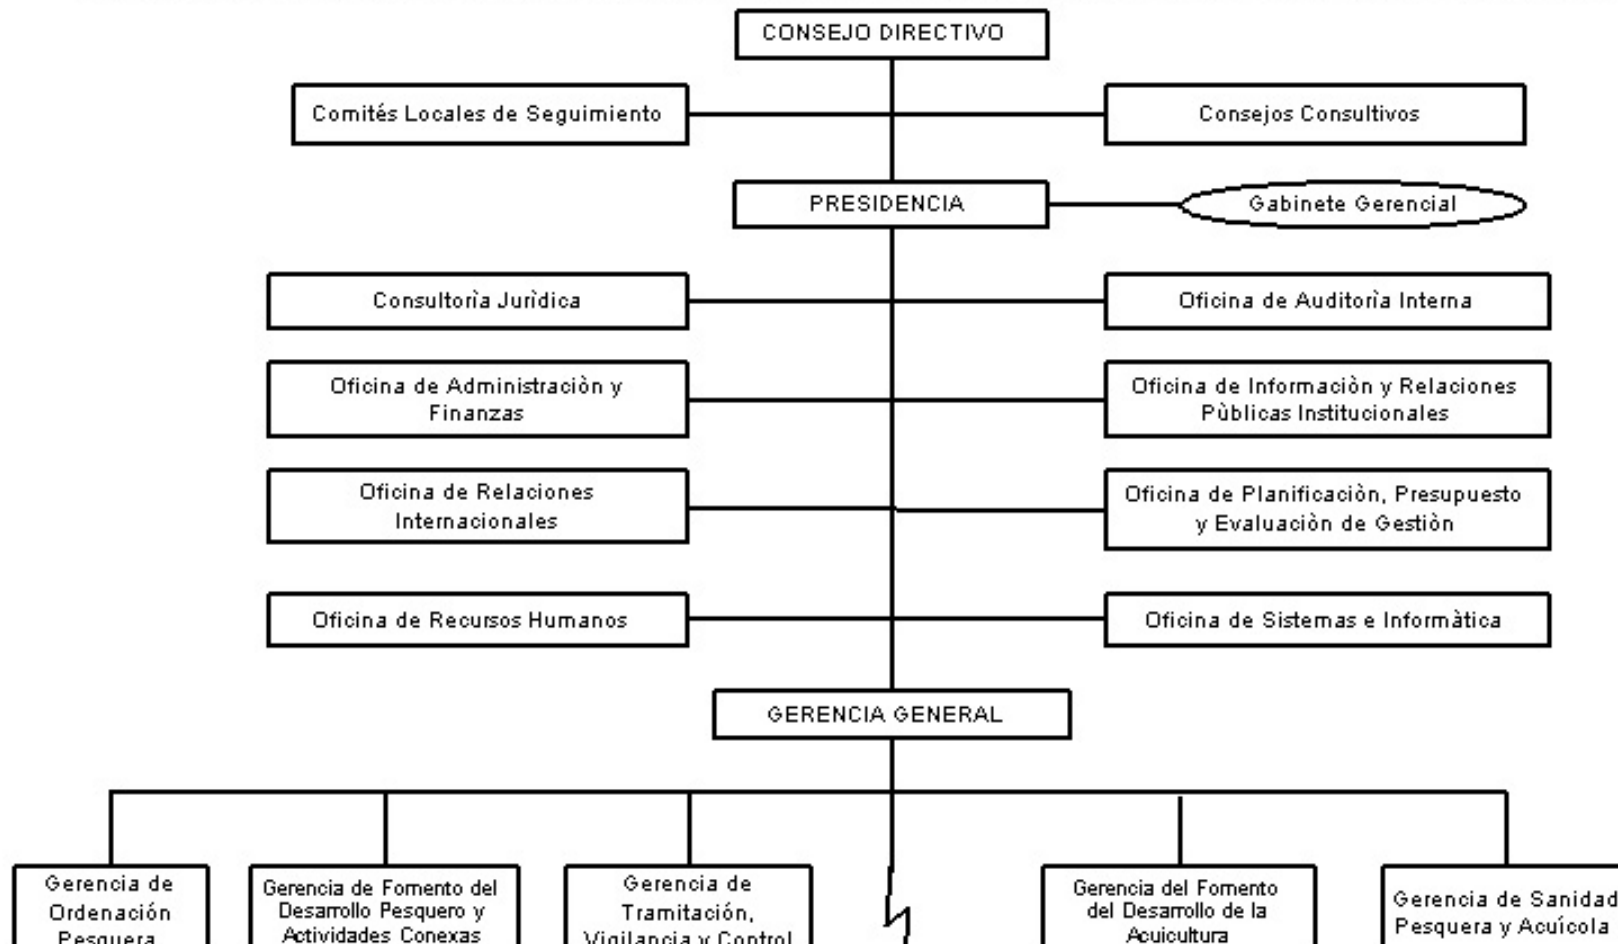 CONSEJO DIRECTIVO
Comités Locales de Seguimiento
Consejos Consultivos
PRESIDENCIA
Gabinete Gerencial
Consultorìa Jurìdica
Oficina de Auditorìa Interna
Oficina de Administraciòn y
Finanzas
Oficina de Informaciòn y Relaciones
Pùblicas Institucionales
Oficina de Relaciones
Internacionales
Oficina de Planificaciòn, Presupuesto
y Evaluaciòn de Gestiòn
Oficina de Recursos Humanos
Oficina de Sistemas e Informàtica
GERENCIA GENERAL
Gerencia de
Ordenación
Pesquera
Gerencia de Fomento del
Desarrollo Pesquero y
Actividades Conexas
Gerencia de
Tramitación,
Vigilancia y Control
Gerencia del Fomento
del Desarrollo de la
Acuicultura
Gerencia de Sanidad
Pesquera y Acuícola